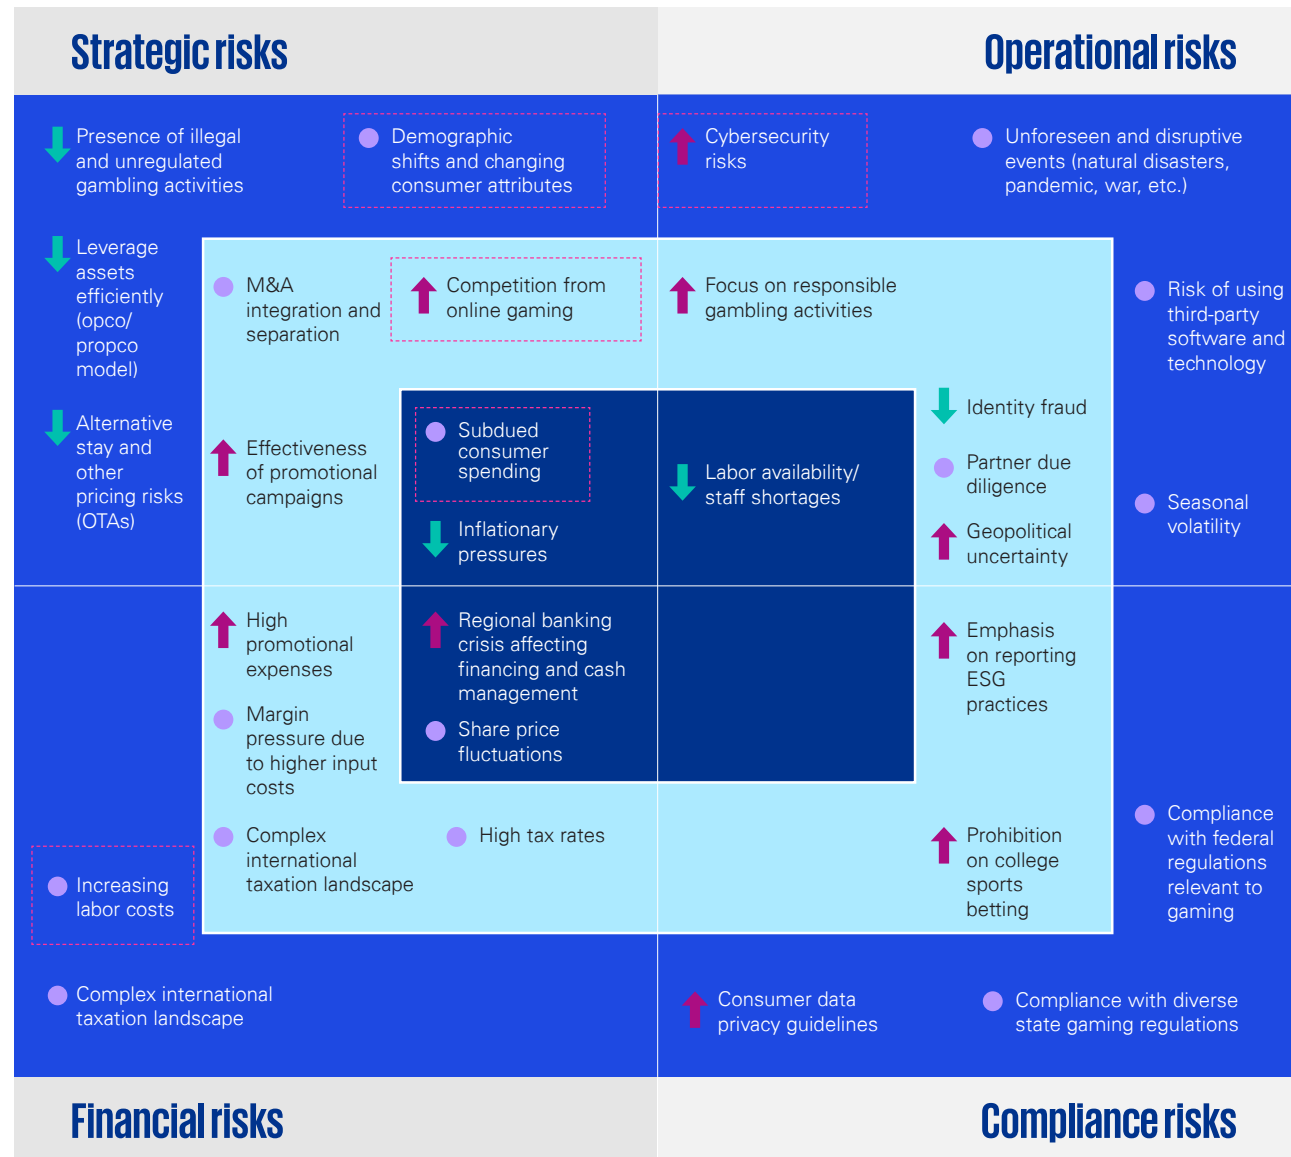 Strategic risks
Operational risks
Presence of illegal
and unregulated
gambling activities
Demographic
shifts and changing
consumer attributes
Cybersecurity
risks
Unforeseen and disruptive
events (natural disasters,
pandemic, war, etc.)
Leverage
assets
efficiently
(opco/
propco
model)
M&A
integration and
separation
Competition from
online gaming
Focus on responsible
gambling activities
Risk of using
third-party
software and
technology
Alternative
stay and
other
pricing risks
(OTAs)
Effectiveness
of promotional
campaigns
Subdued
consumer
spending
Inflationary
pressures
Labor availability/
staff shortages
Identity fraud
Partner due
diligence
Geopolitical
uncertainty
Seasonal
volatility
High
promotional
expenses
Margin
pressure due
to higher input
costs
Regional banking
crisis affecting
financing and cash
management
Share price
fluctuations
Emphasis
on reporting
ESG
practices
Complex
international
taxation landscape
High tax rates
Prohibition
on college
sports
betting
Compliance
with federal
regulations
relevant to
gaming
Increasing
labor costs
Complex international
taxation landscape
Consumer data
privacy guidelines
Compliance with diverse
state gaming regulations
Financial risks
Compliance risks